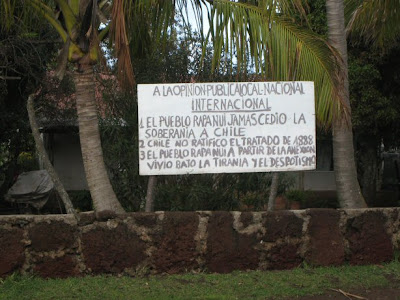 A LA OPINION PUBLICA LOCAL-NACIONAL
INTERNACIONAL
1 EL PUEBLO RAPANUI JAMAS CEDIO LA
SOBERANIA A CHILE
2 CHILE NO RATIFICO EL TRATADO DE 1888
3 EL PUEBLO RAPANUI A PARTIR DE LA ANEXION
VIVIO BAJO LA TIRANIA Y EL DESPOTISMO